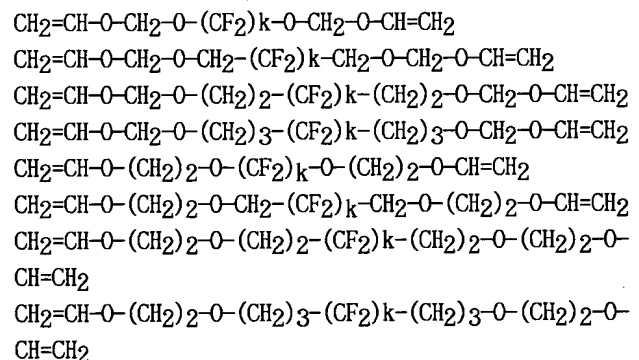 CH2=CH-O-CH2-O-(CF2)k-O-CH2-O-CH=CH2
CH2=CH-O-CH2-O-CH2-(CF2)k-CH2-O-CH2-O-CH=CH2
CH2=CH-O-CH2-O-(CH2)2-(CF2)k-(CH2)2-O-CH2-O-CH=CH2
CH2=CH-O-CH2-O-(CH2)3-(CF2)k-(CH2)3-O-CH2-O-CH=CH2
CH2=CH-O-(CH2)2-O-(CF2)k-O-(CH2)2-O-CH=CH2
CH2=CH-O-(CH2)2-O-CH2-(CF2)k-CH2-O-(CH2)2-O-CH=CH2
CH2=CH-O-(CH2)2-O-(CH2)2-(CF2)k-(CH2)2-O-(CH2)2-O-
CH=CH2
CH2=CH-O-(CH2)2-O-(CH2)3-(CF2)k-(CH2)3-O-(CH2)2-O-
CH=CH2